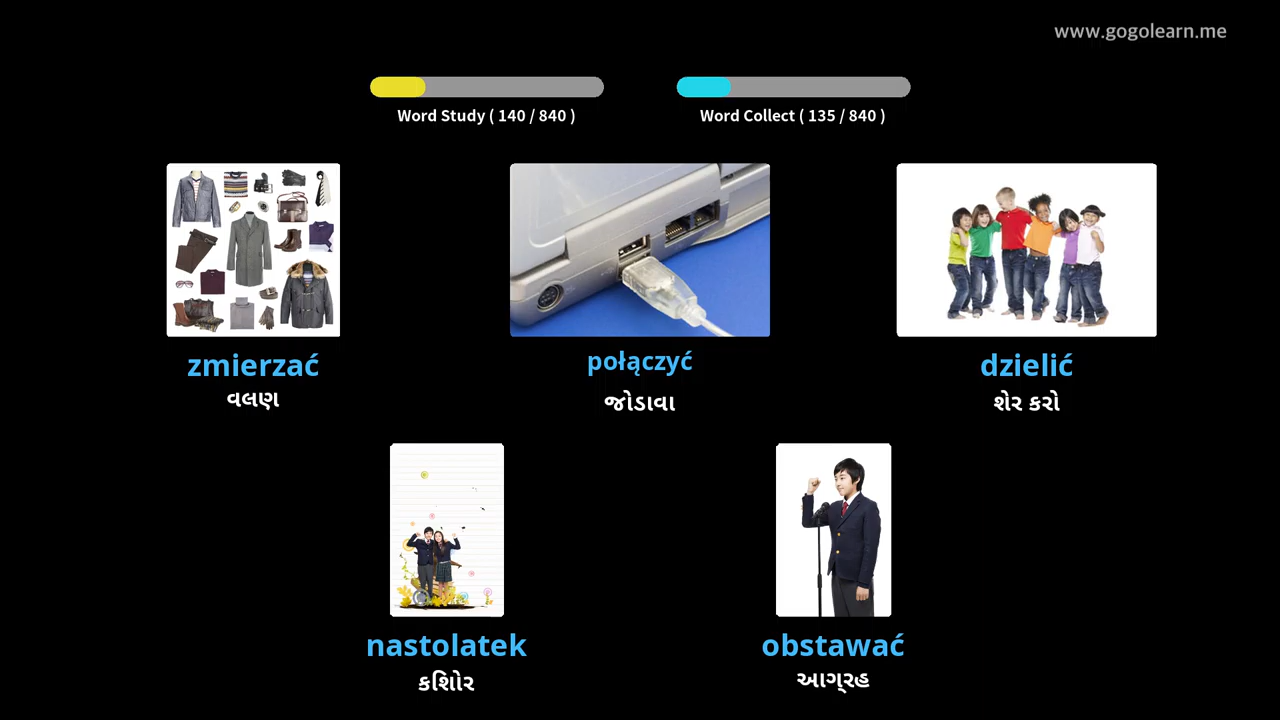 www.gogolearn.me
Word Study ( 140 / 840 )
Word Collect ( 135 / 840 )
zmierzać
વલણ
połączyć
જોડાવા
dzielić
શેર કરો
nastolatek
કિશોર
obstawać
આગ્રહ